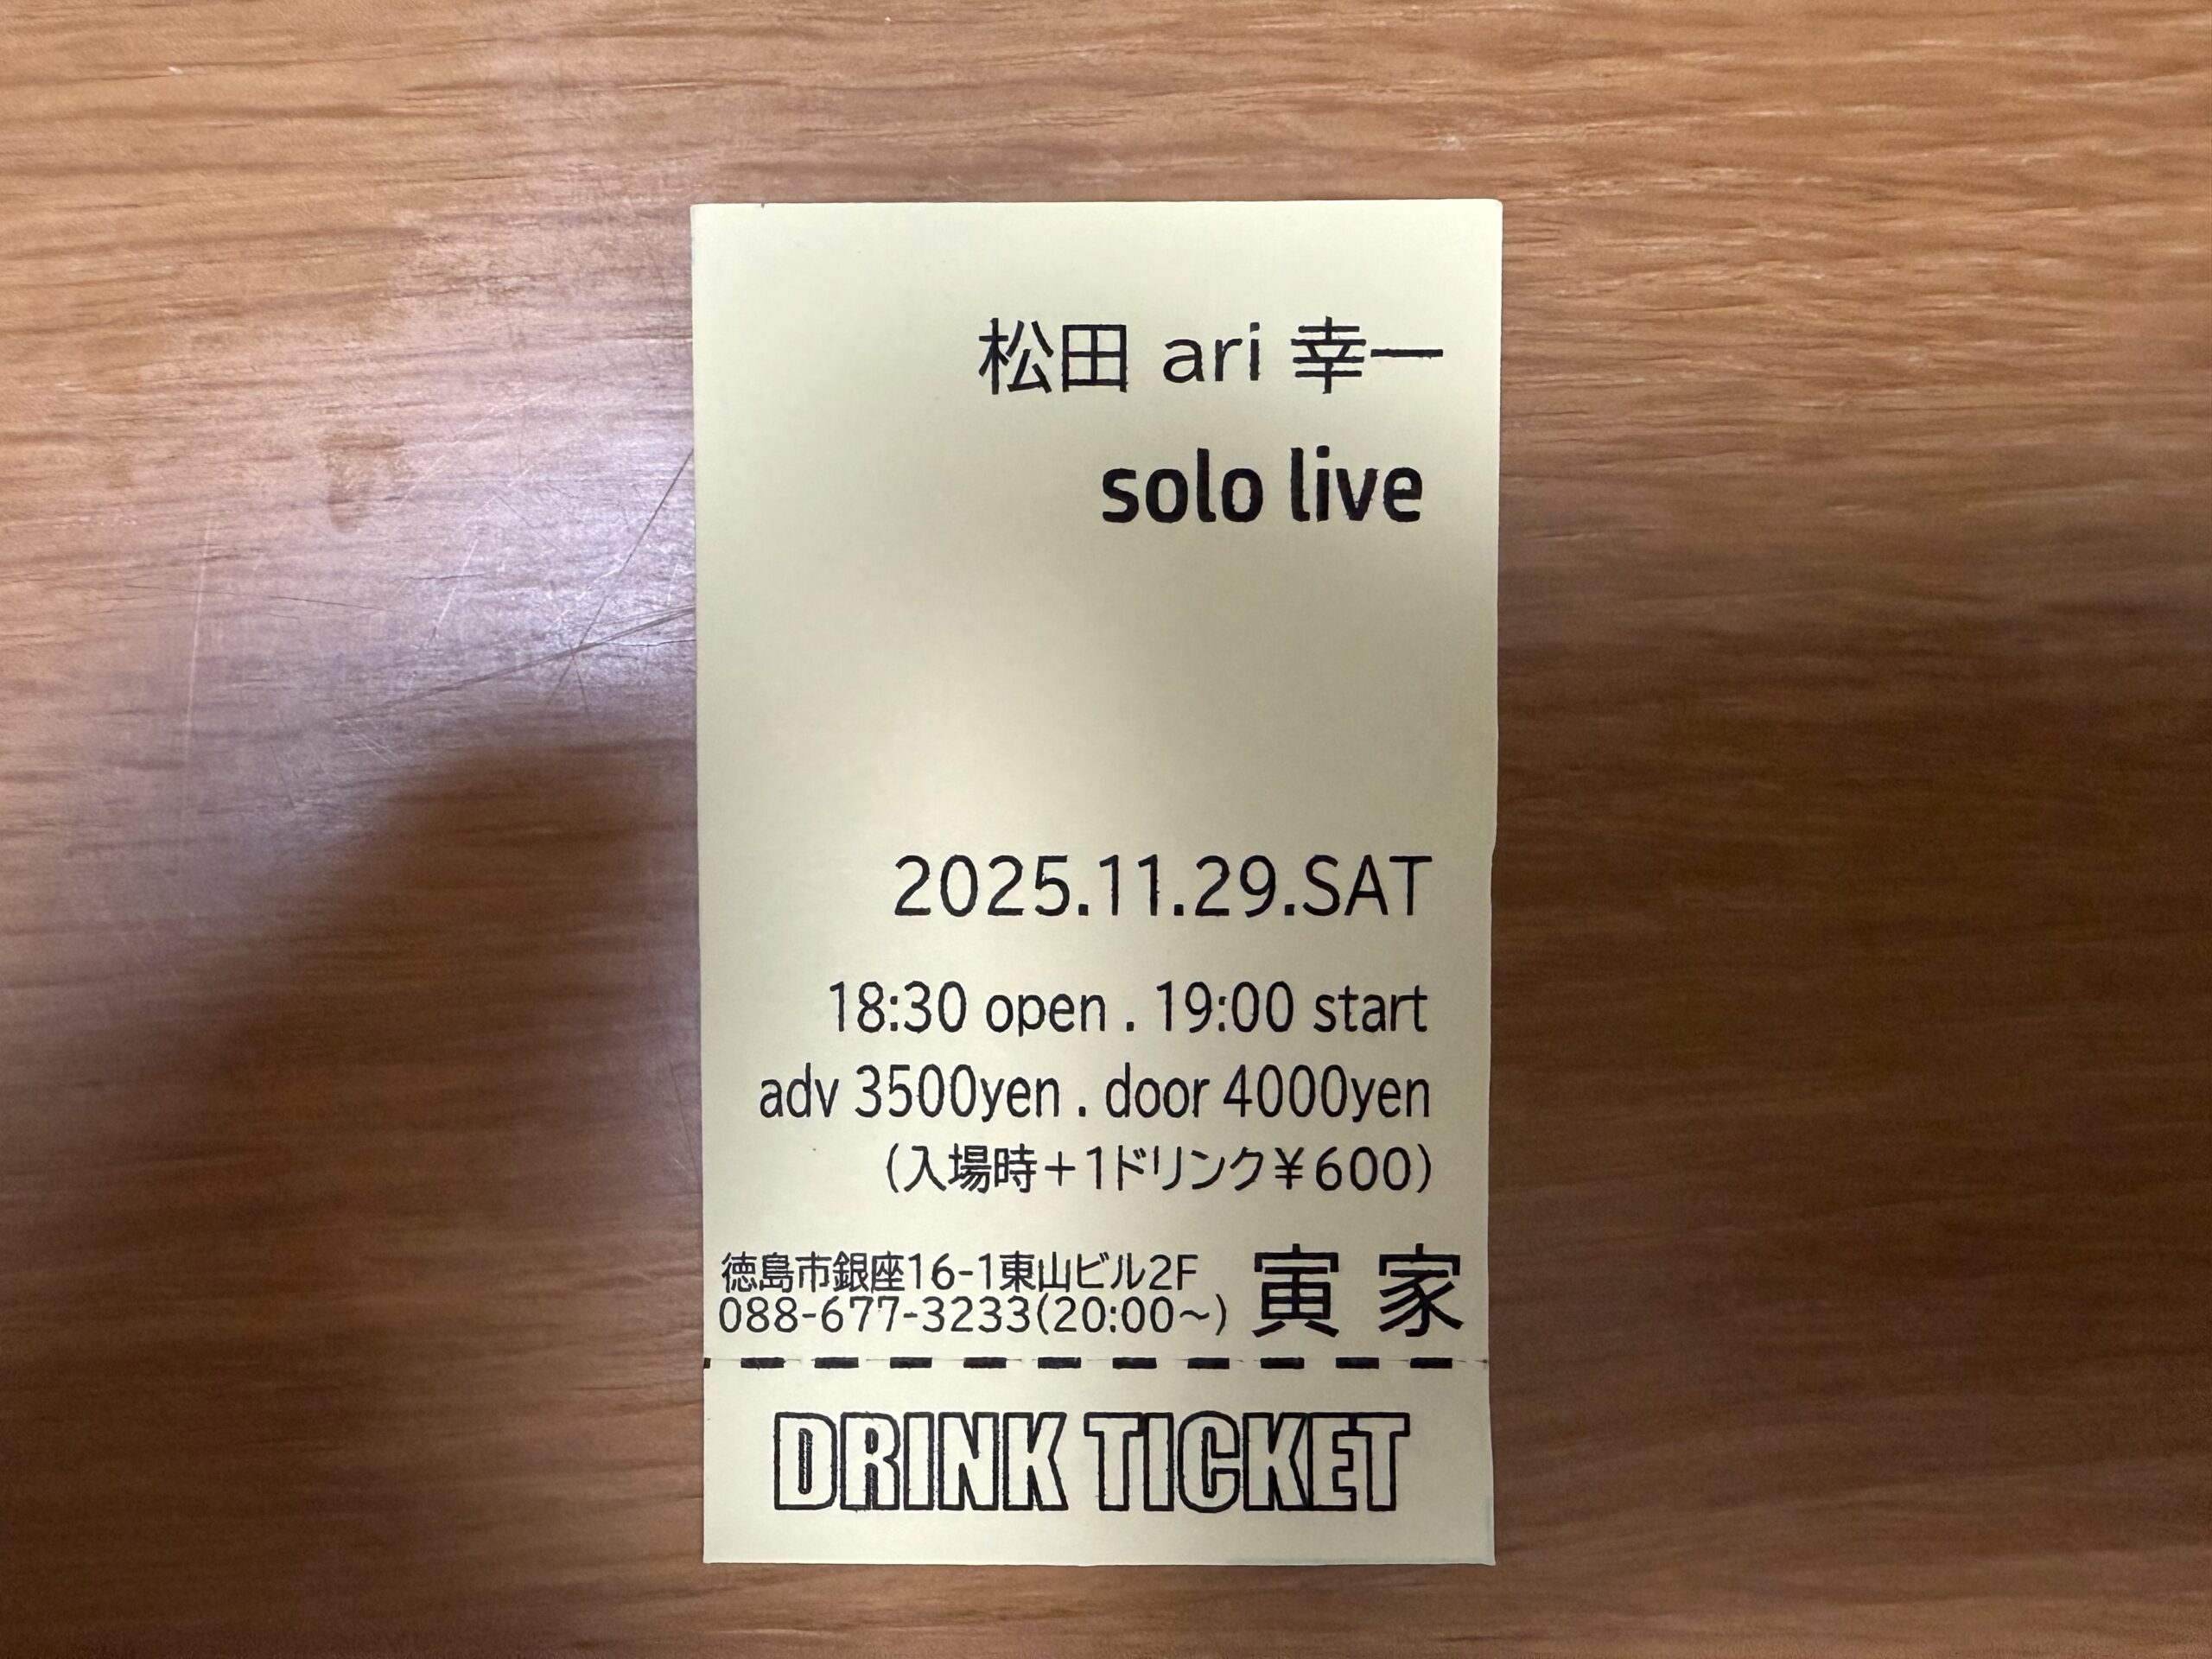 松田 ari 幸一
solo live
2025.11.29.SAT
18:30 open . 19:00 start
adv 3500yen . door 4000yen
(入場時+1ドリンク¥600)
徳島市銀座16-1東山ビル2F
088-677-3233(20:00~)
寅家
DRINK TICKET